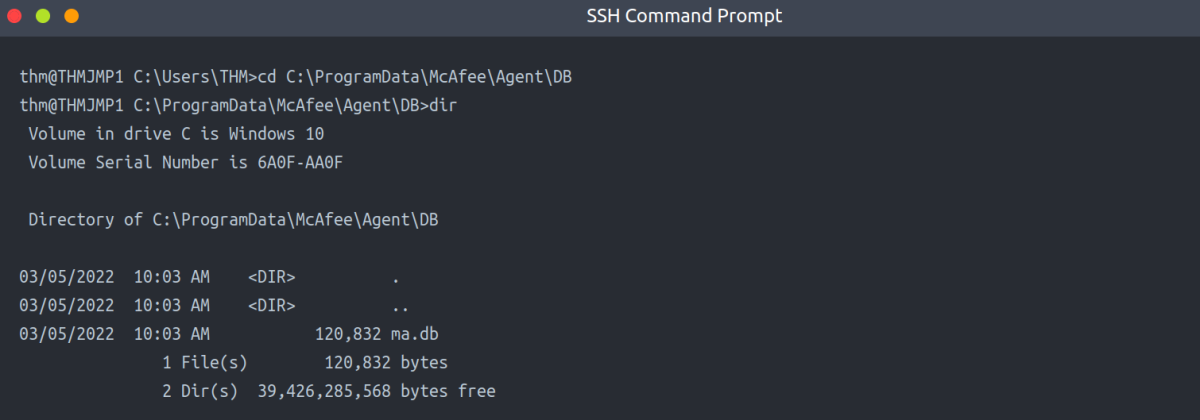 SSH Command Prompt
thm@THMJMP1 C:\Users\THM>cd C:\ProgramData\McAfee\Agent\DB
thm@THMJMP1 C:\ProgramData\McAfee\Agent\DB>dir
Volume in drive C is Windows 10
Volume Serial Number is 6A0F-AA0F
Directory of C:\ProgramData\McAfee\Agent\DB
03/05/2022  10:03 AM    <DIR>          .
03/05/2022  10:03 AM    <DIR>          ..
03/05/2022  10:03 AM           120,832 ma.db
1 File(s)        120,832 bytes
2 Dir(s)  39,426,285,568 bytes free